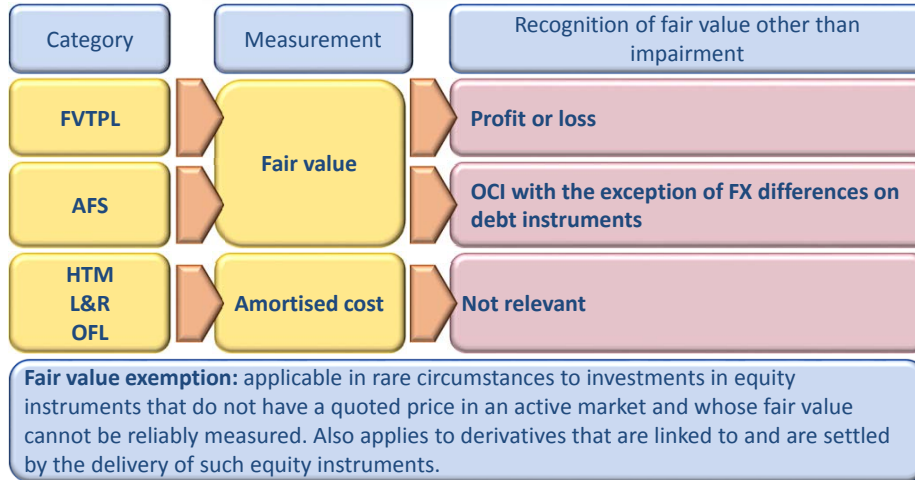 Category
Measurement
Recognition of fair value other than
impairment
FVTPL
Fair value
Profit or loss
AFS
OCI with the exception of FX differences on
debt instruments
HTM
L&R
OFL
Amortised cost
Not relevant
Fair value exemption: applicable in rare circumstances to investments in equity
instruments that do not have a quoted price in an active market and whose fair value
cannot be reliably measured. Also applies to derivatives that are linked to and are settled
by the delivery of such equity instruments.